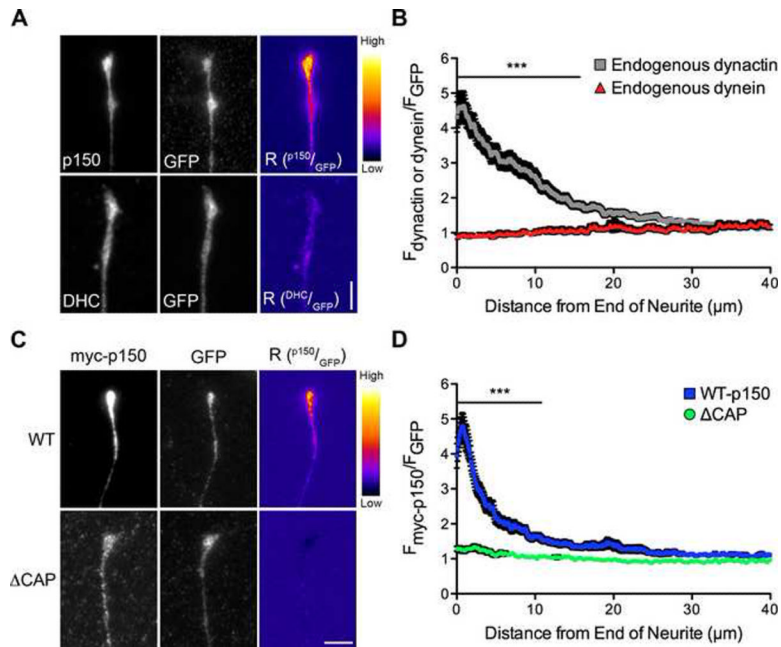 A
p150
GFP
R (p150/GFP)
High
Low
DHC
GFP
R (DHC/GFP)
B
***
Endogenous dynactin
Endogenous dynein
Fdynactin or dynein/FGFP
6
5
4
3
2
1
0
0 10 20 30 40
Distance from End of Neurite (µm)
C
myc-p150 GFP R (p150/GFP)
WT
High
Low
ΔCAP
D
***
WT-p150
ΔCAP
Fmyc-p150/FGFP
6
5
4
3
2
1
0
0 10 20 30 40
Distance from End of Neurite (µm)